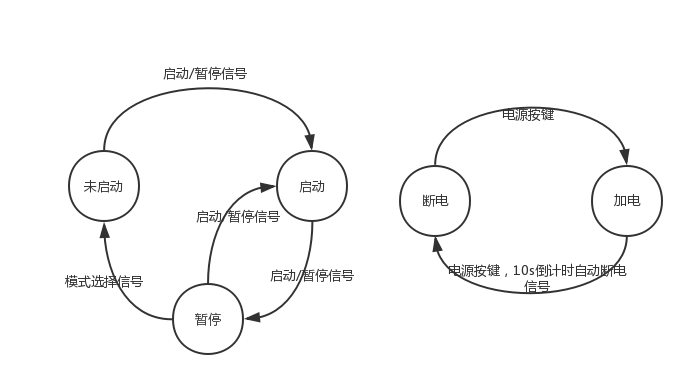 启动/暂停信号
电源按键
未启动
启动
断电
加电
启动/暂停信号
启动/暂停信号
模式选择信号
电源按键，10s倒计时自动断电
信号
暂停